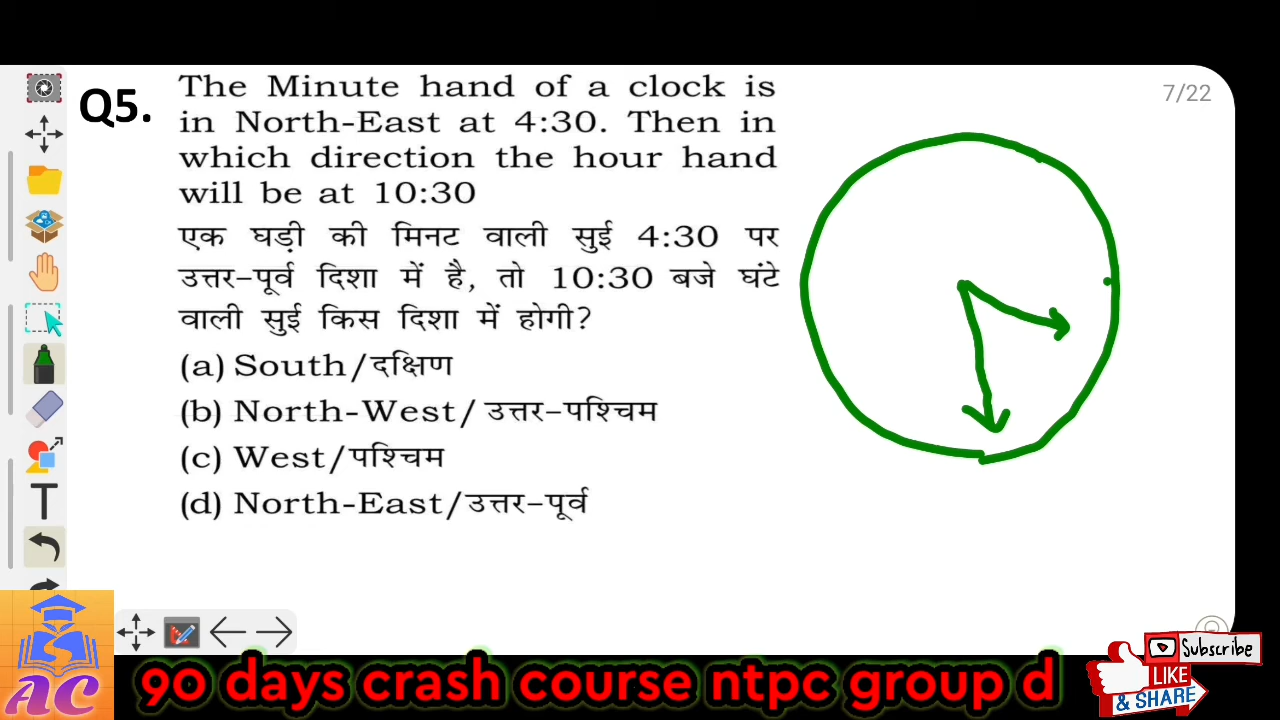 Q5.
The Minute hand of a clock is
in North-East at 4:30. Then in
which direction the hour hand
will be at 10:30
एक घड़ी की मिनट वाली सुई 4:30 पर
उत्तर-पूर्व दिशा में है, तो 10:30 बजे घंटे
वाली सुई किस दिशा में होगी?
(a) South/दक्षिण
(b) North-West/ उत्तर-पश्चिम
(c) West/पश्चिम
(d) North-East/उत्तर-पूर्व
7/22
T
AC
90 days crash course ntpc group d
Subscribe
LIKE
& SHARE